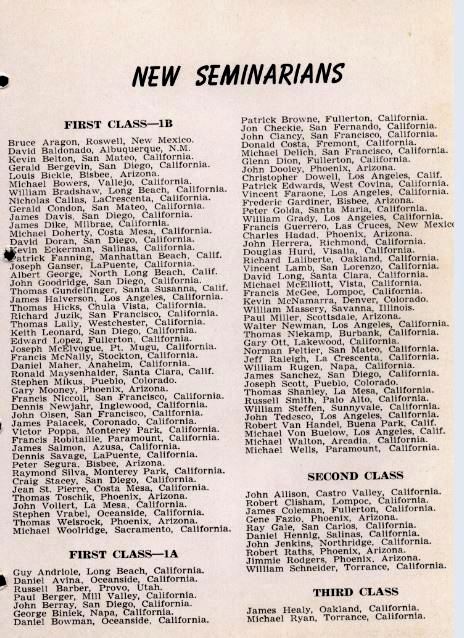 NEW SEMINARIANS
FIRST CLASS—1B
Bruce Aragon, Roswell, New Mexico.
David Baldonado, Albuquerque, N.M.
Kevin Belton, San Mateo, California.
Gerald Bergevin, San Diego, California.
Louis Bickle, Bisbee, Arizona.
Michael Bowers, Vallejo, California.
William Bradshaw, Long Beach, California.
Nicholas Callas, LaCrescenta, California.
Gerald Condon, San Mateo, California.
James Davis, San Diego, California.
James Dike, Milbrae, California.
Michael Doherty, Costa Mesa, California.
David Doran, San Diego, California.
Kevin Eckerman, Salinas, California.
Patrick Fanning, Manhattan Beach, Calif.
Joseph Ganser, LaPuente, California.
Albert George, North Long Beach, Calif.
John Goodridge, San Diego, California.
Thomas Gundelfinger, Santa Susanna, Calif.
James Halverson, Los Angeles, California.
Thomas Hicks, Chula Vista, California.
Richard Juzik, San Francisco, California.
Thomas Lally, Westchester, California.
Keith Leonard, San Diego, California.
Edward Lopez, Fullerton, California.
Joseph McElvogue, Pt. Mugu, California.
Francis McNally, Stockton, California.
Daniel Maher, Anaheim, California.
Ronald Maysenhalder, Santa Clara, Calif.
Stephen Mikus, Pueblo, Colorado.
Gary Mooney, Phoenix, Arizona.
Francis Niccoli, San Francisco, California.
Dennis Newjahr, Inglewood, California.
John Olsen, San Francisco, California.
James Palacek, Coronado, California.
Victor Poppa, Monterey Park, California.
Francis Robitaille, Paramount, California.
James Salmon, Azusa, California.
Dennis Savage, LaPuente, California.
Peter Segura, Bisbee, Arizona.
Raymond Silva, Monterey Park, California.
Craig Stacey, San Diego, California.
Jean St. Pierre, Costa Mesa, California.
Thomas Toschik, Phoenix, Arizona.
John Vollert, La Mesa, California.
Stephen Vrabel, Oceanside, California.
Thomas Weisrock, Phoenix, Arizona.
Michael Woolridge, Sacramento, California.
FIRST CLASS—1A
Guy Andriole, Long Beach, California.
Daniel Avina, Oceanside, California.
Russell Barber, Provo, Utah.
Paul Berger, Mill Valley, California.
John Berray, San Diego, California.
George Biniek, Napa, California.
Daniel Bowman, Oceanside, California.
Patrick Browne, Fullerton, California.
Jon Checkie, San Fernando, California.
John Clancy, San Francisco, California.
Donald Costa, Fremont, California.
Michael Delich, San Francisco, California.
Glenn Dion, Fullerton, California.
John Dooley, Phoenix, Arizona.
Christopher Dowell, Los Angeles, Calif.
Patrick Edwards, West Covina, California.
Vincent Faraone, Los Angeles, California.
Frederic Gardiner, Bisbee, Arizona.
Peter Golda, Santa Maria, California.
William Grady, Los Angeles, California.
Francis Guerrero, Las Cruces, New Mexico
Charles Hadad, Phoenix, Arizona.
John Herrera, Richmond, California.
Douglas Hurd, Visalia, California.
Richard Laliberte, Oakland, California.
Vincent Lamb, San Lorenzo, California.
David Long, Santa Clara, California.
Michael McElliott, Vista, California.
Francis McGee, Lompoc, California.
Kevin McNamarra, Denver, Colorado.
William Massery, Savanna, Illinois.
Paul Miller, Scottsdale, Arizona.
Walter Newman, Los Angeles, California.
Thomas Niekamp, Burbank, California.
Gary Ott, Lakewood, California.
Norman Peltier, San Mateo, California.
Jeff Raleigh, La Crescenta, California.
William Rugen, Napa, California.
James Sanchez, San Diego, California.
Joseph Scott, Pueblo, Colorado.
Thomas Shanley, La Mesa, California.
Russell Smith, Palo Alto, California.
William Steffen, Sunnyvale, California.
John Tedesco, Los Angeles, California.
Robert Van Handel, Buena Park, Calif.
Michael Von Buelow, Los Angeles, Calif.
Michael Walton, Arcadia, California.
Michael Wells, Paramount, California.
SECOND CLASS
John Allison, Castro Valley, California.
Robert Clisham, Lompoc, California.
James Coleman, Fullerton, California.
Gene Fazio, Phoenix, Arizona.
Ray Gale, San Carlos, California.
Daniel Hennig, Salinas, California.
John Jenkins, Northridge, California.
Robert Raths, Phoenix, Arizona.
Jimmie Rodgers, Phoenix, Arizona.
William Schneider, Torrance, California.
THIRD CLASS
James Healy, Oakland, California.
Michael Ryan, Torrance, California.